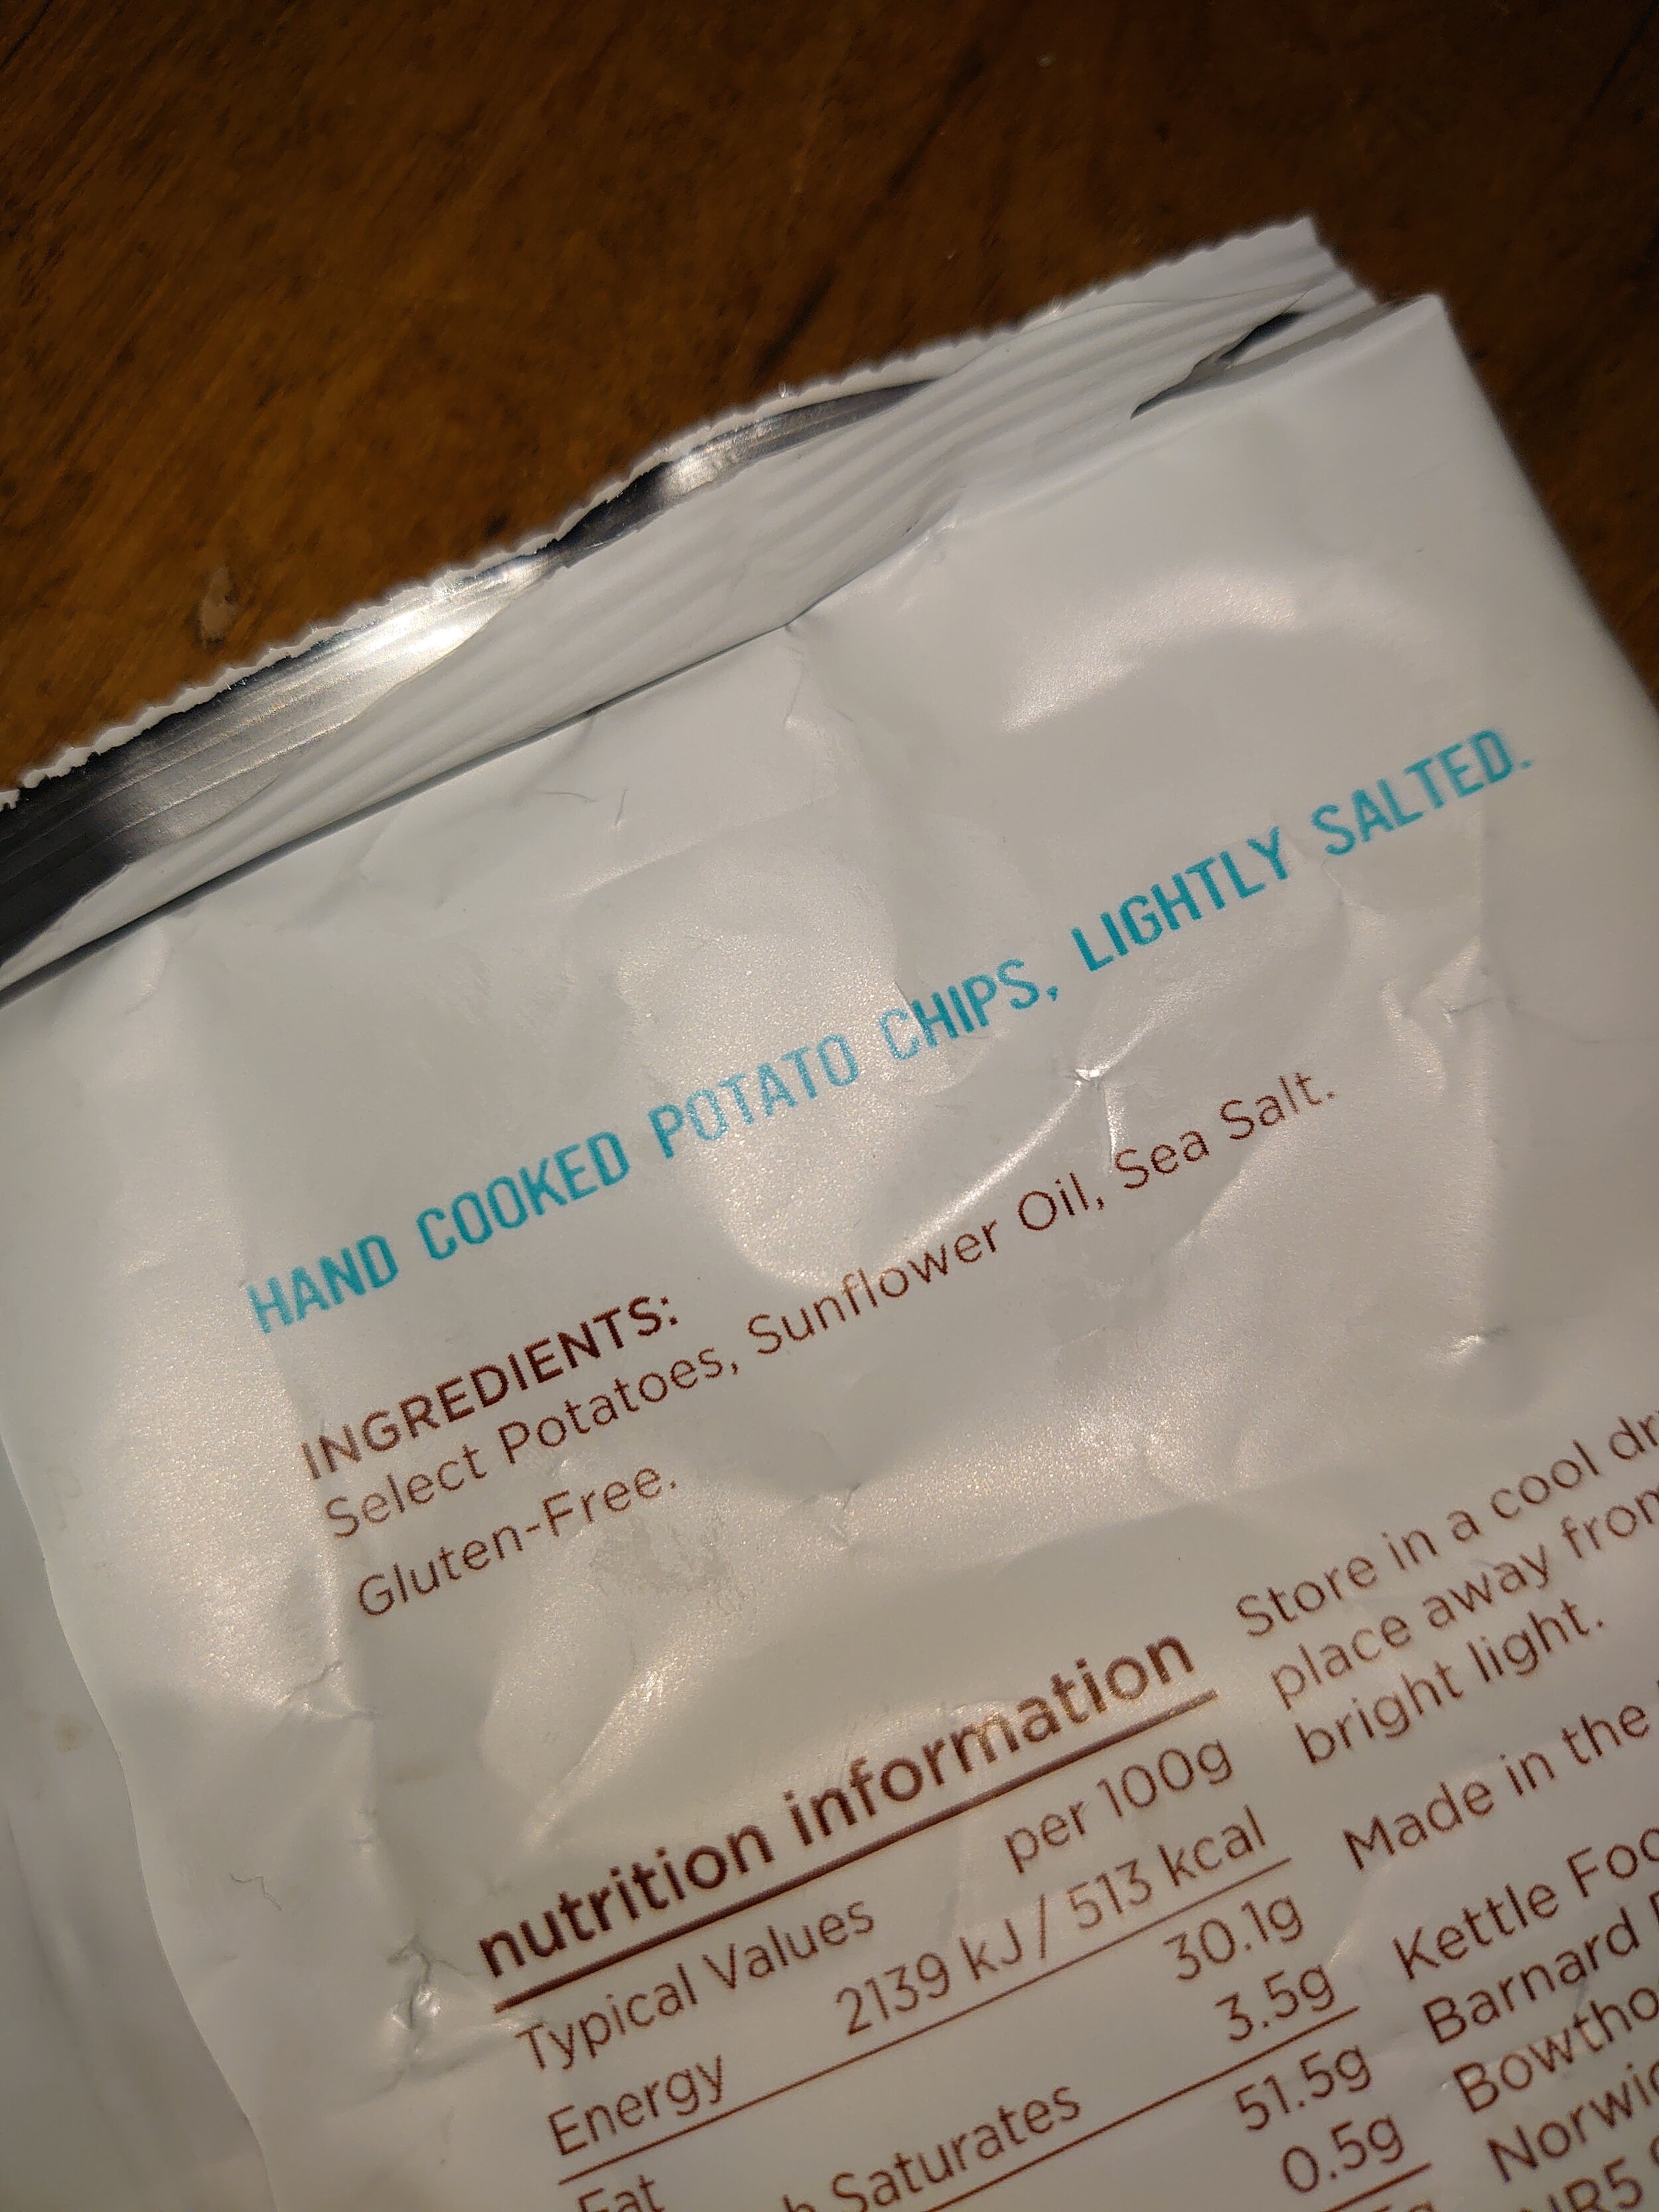 HAND COOKED POTATO CHIPS, LIGHTLY SALTED.
INGREDIENTS:
Select Potatoes, Sunflower Oil, Sea Salt.
Gluten-Free.
nutrition information
Typical Values per 100g
Energy 2139 kJ / 513 kcal
Fat 30.1g
Saturates 3.5g
51.5g
0.5g
Store in a cool
place away from
bright light.
Made in the
Kettle
Barnard